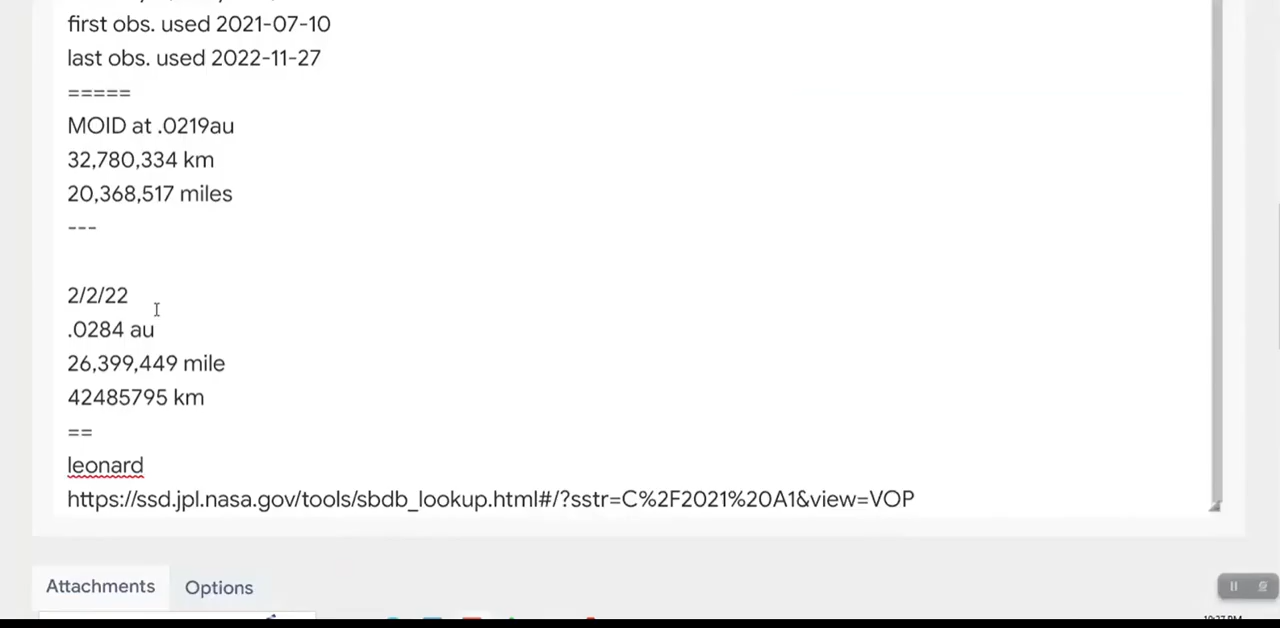 first obs. used 2021-07-10
last obs. used 2022-11-27
=====
MOID at .0219au
32,780,334 km
20,368,517 miles
---
2/2/22
.0284 au
26,399,449 mile
42485795 km
==
leonard
https://ssd.jpl.nasa.gov/tools/sbdb_lookup.html#/?sstr=C%2F2021%20A1&view=VOP
Attachments
Options